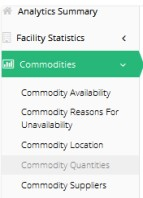 Analytics Summary
Facility Statistics
Commodities
Commodity Availability
Commodity Reasons For
Unavailability
Commodity Location
Commodity Quantities
Commodity Suppliers